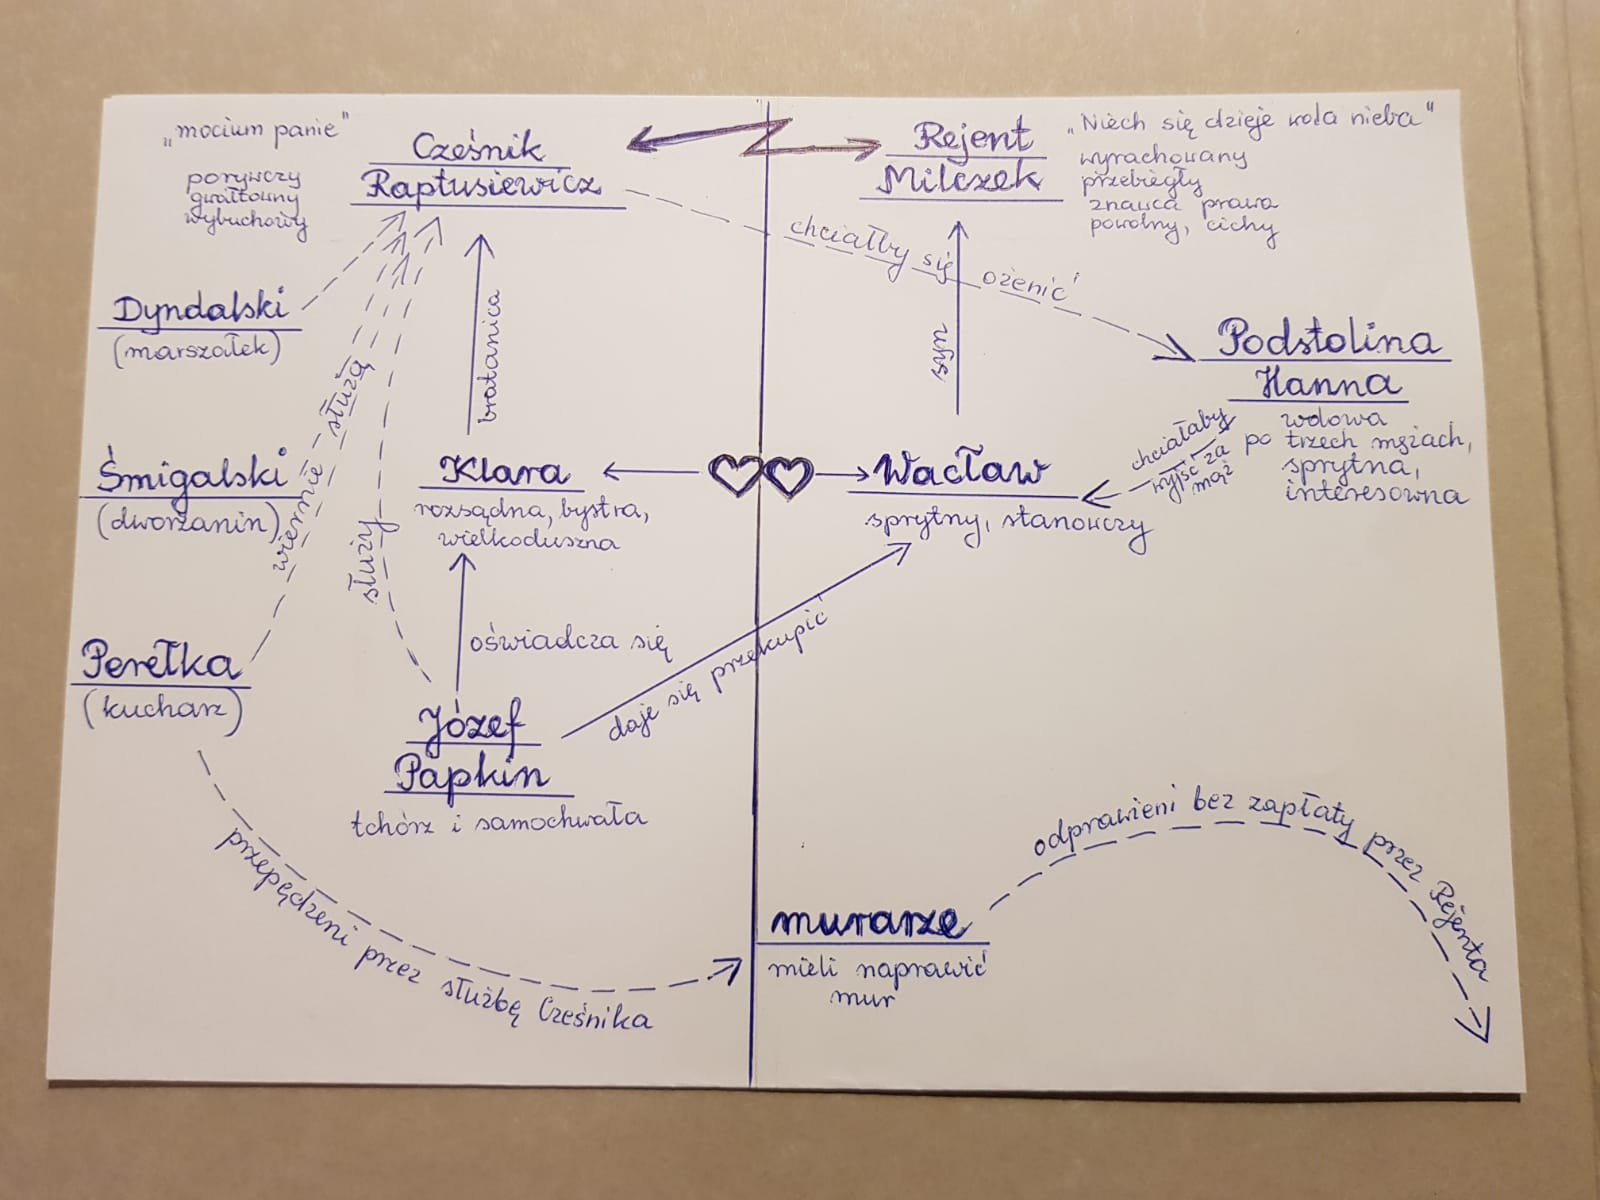 „mocium panie”
Cześnik
Raptusiewicz
porywczy
gwałtowny
wybuchowy
Rejent
Milczek
„Niech się dzieje wola nieba”
wyrachowany
przebiegły
znawca prawa
powolny, cichy
chciałby się ożenić
Dyndalski
(marszałek)
bratanica
syn
Podstolina
Hanna
wdowa
po trzech mężach,
sprytna,
interesowna
chciałaby
wyjść za
mąż
Śmigalski
(dworzanin)
wiernie służą
służy
Klara
rozsądna, bystra,
wielkoduszna
Wacław
sprytny, stanowczy
Perełka
(kucharz)
oświadcza się
daje się przekupić
Józef
Papkin
tchórz i samochwała
przepędzeni przez służbę Cześnika
murarze
mieli naprawić
mur
odprawieni bez zapłaty przez Rejenta